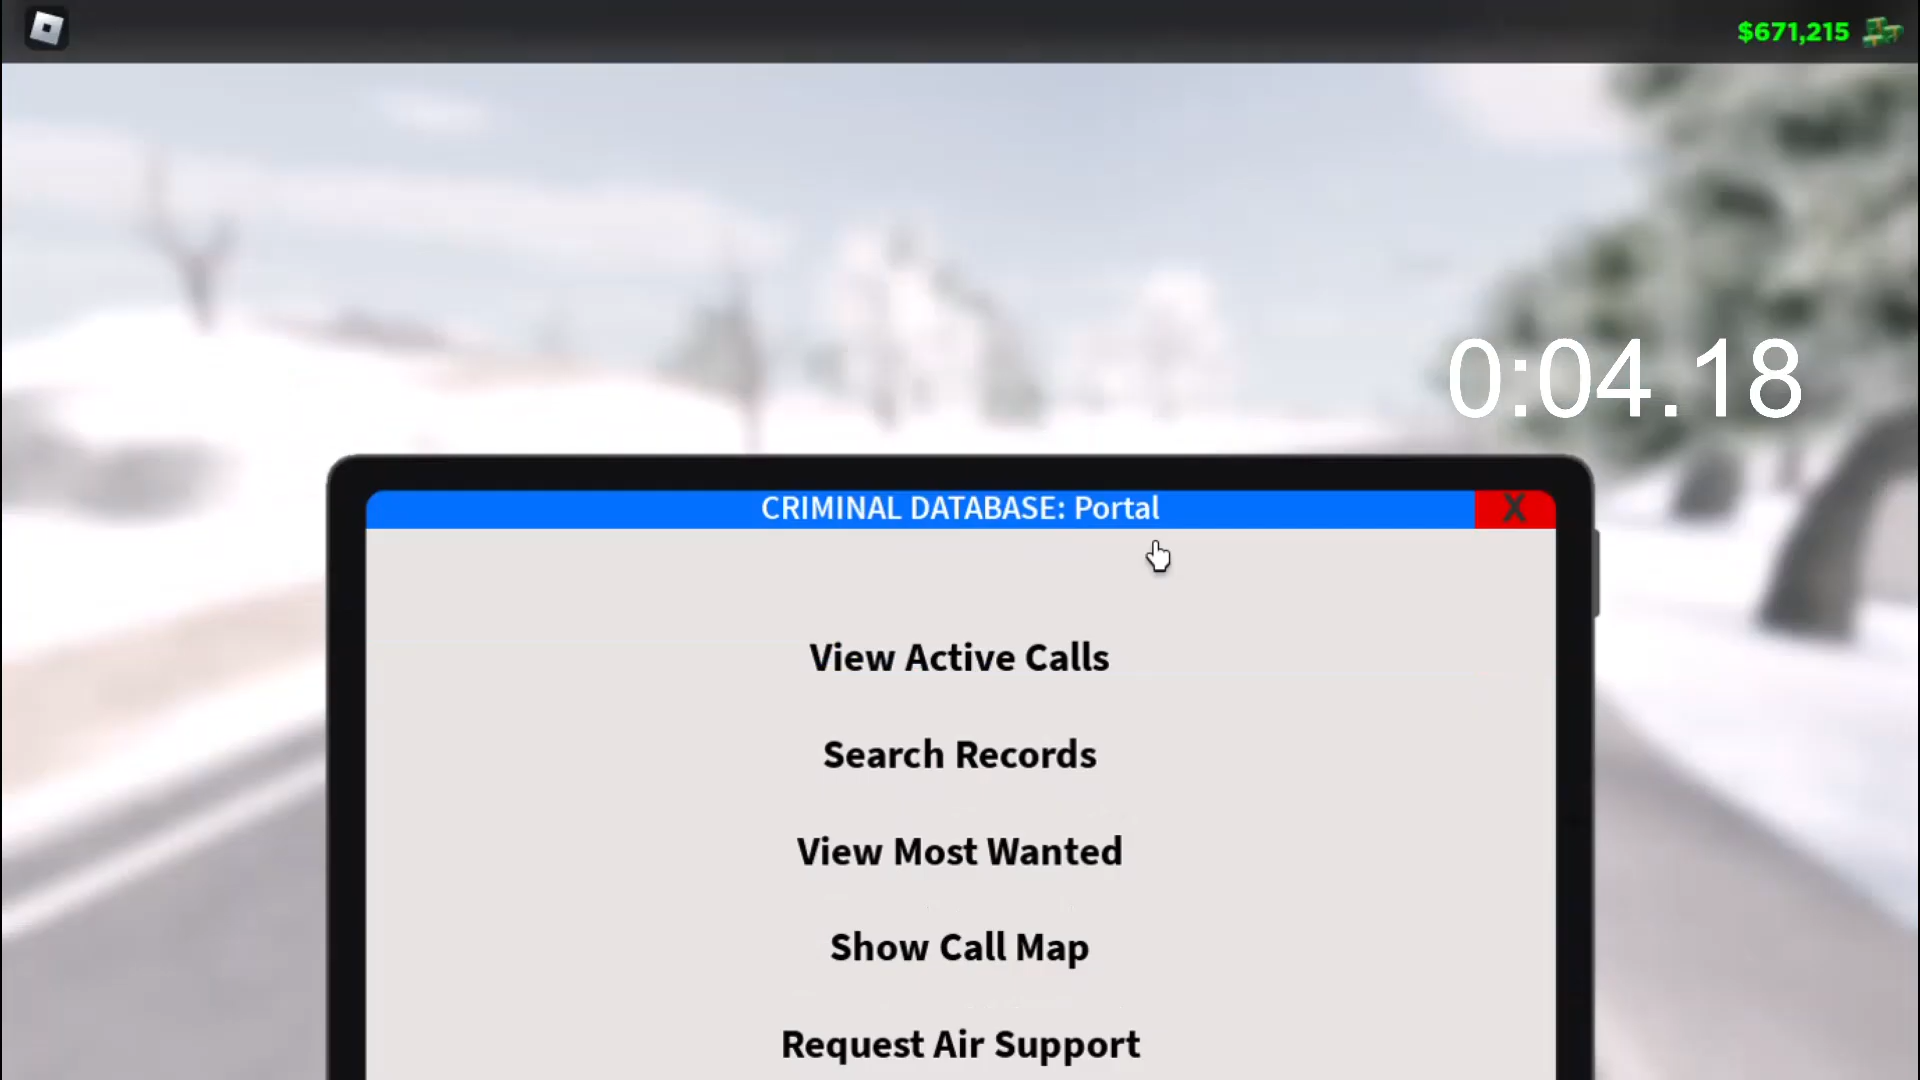 $671,215
0:04.18
CRIMINAL DATABASE: Portal
X
View Active Calls
Search Records
View Most Wanted
Show Call Map
Request Air Support